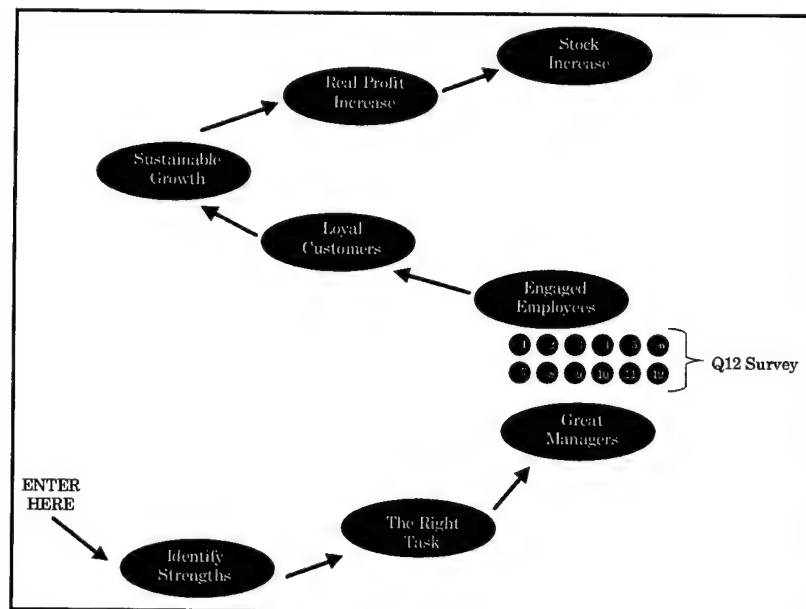 Stock
Increase
Real Profit
Increase
Sustainable
Growth
Loyal
Customers
Engaged
Employees
1 2 3 4 5 6
7 8 9 10 11 12
Q12 Survey
Great
Managers
ENTER
HERE
The Right
Task
Identify
Strengths